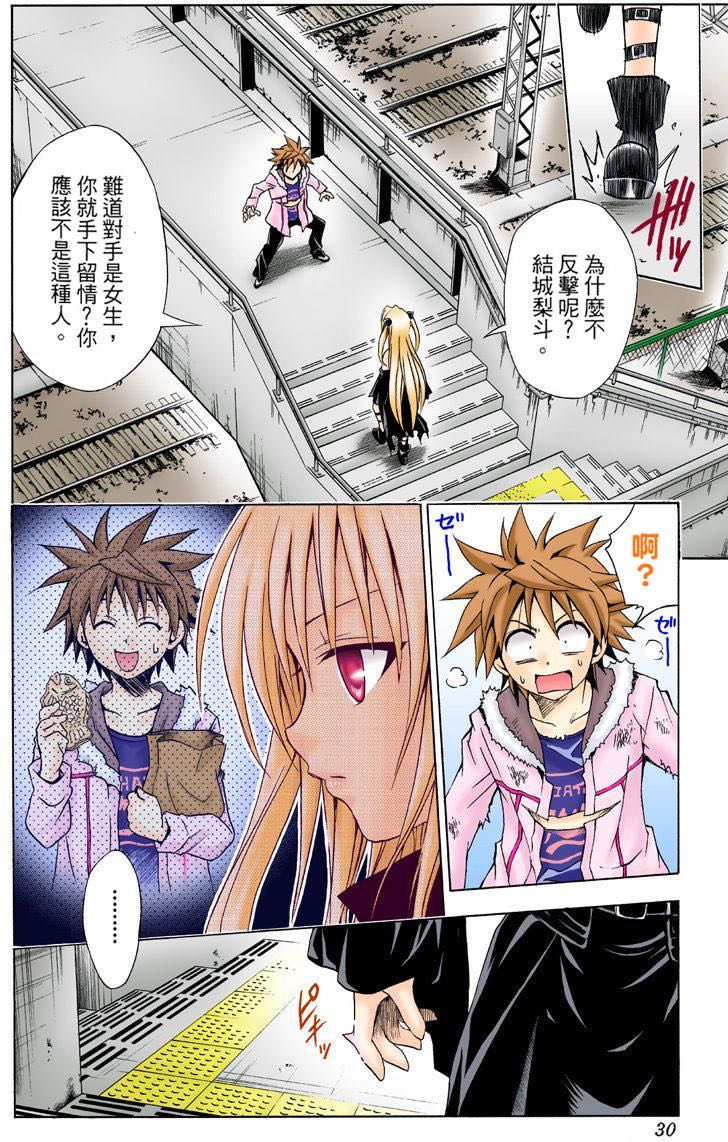 ザッ
為什麼不
反擊呢？
結城梨斗。
難道對手是女生，
你就手下留情？你
應該不是這種人。
啊？
ゼー
ゼー
………
ピキッ
30